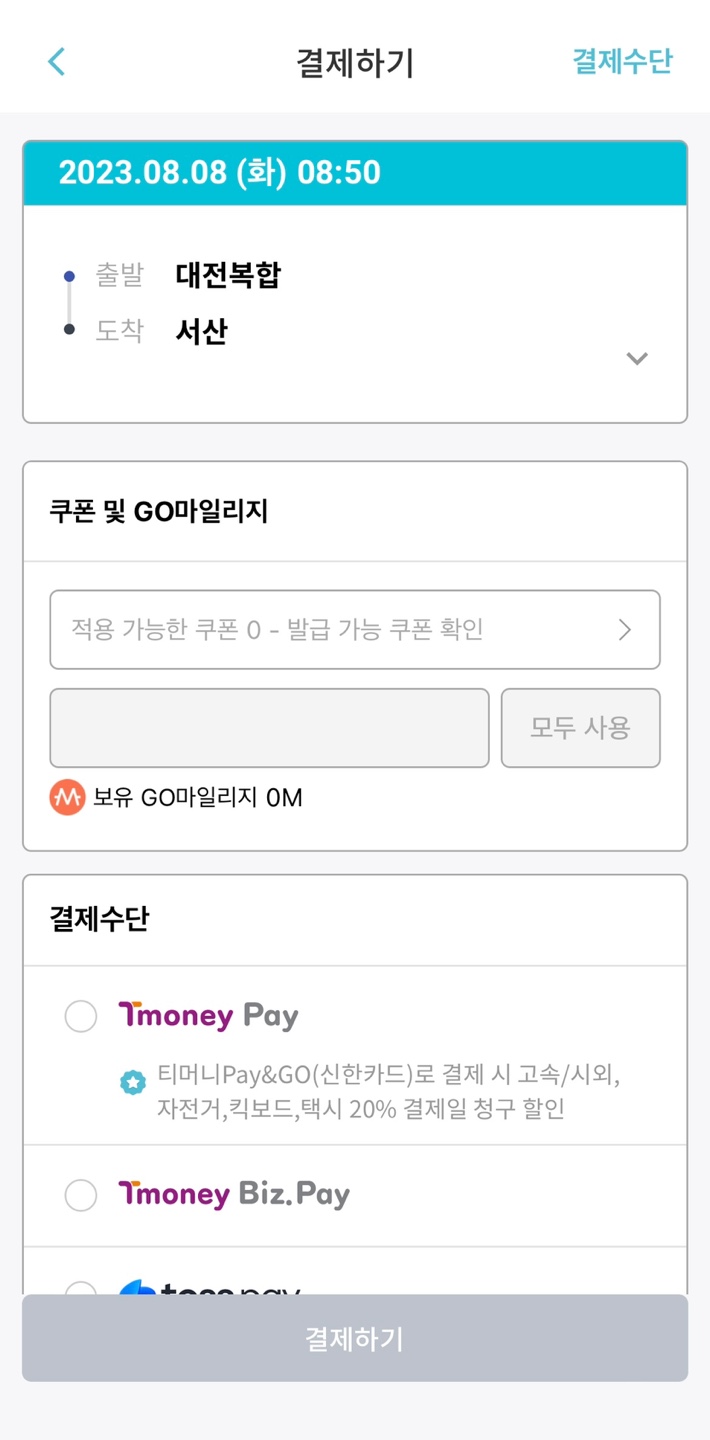 결제하기
결제수단
2023.08.08 (화) 08:50
출발 대전복합
도착 서산
쿠폰 및 GO마일리지
적용 가능한 쿠폰 0 - 발급 가능 쿠폰 확인
모두 사용
보유 GO마일리지 0M
결제수단
Tmoney Pay
티머니Pay&GO(신한카드)로 결제 시 고속/시외,
자전거,킥보드,택시 20% 결제일 청구 할인
Tmoney Biz.Pay
toss pay
결제하기